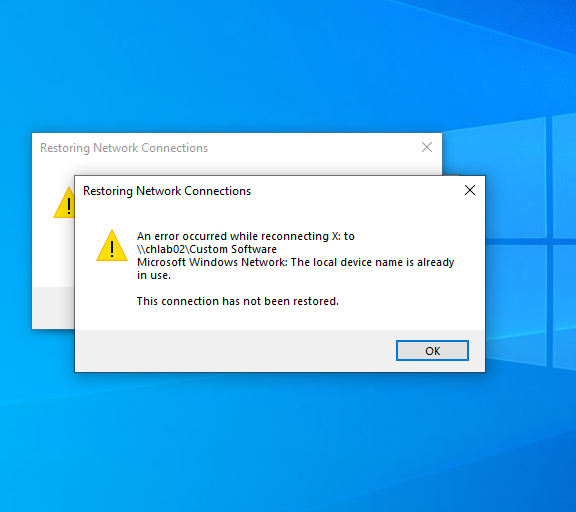 Restoring Network Connections
Restoring Network Connections
An error occurred while reconnecting X: to
\\chlab02\Custom Software
Microsoft Windows Network: The local device name is already
in use.
This connection has not been restored.
OK